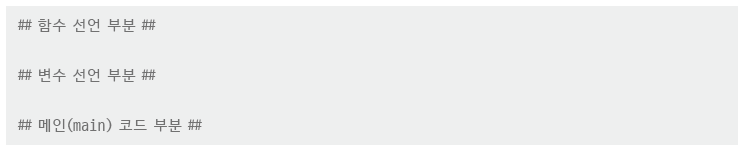 ## 함수 선언 부분 ##
## 변수 선언 부분 ##
## 메인(main) 코드 부분 ##